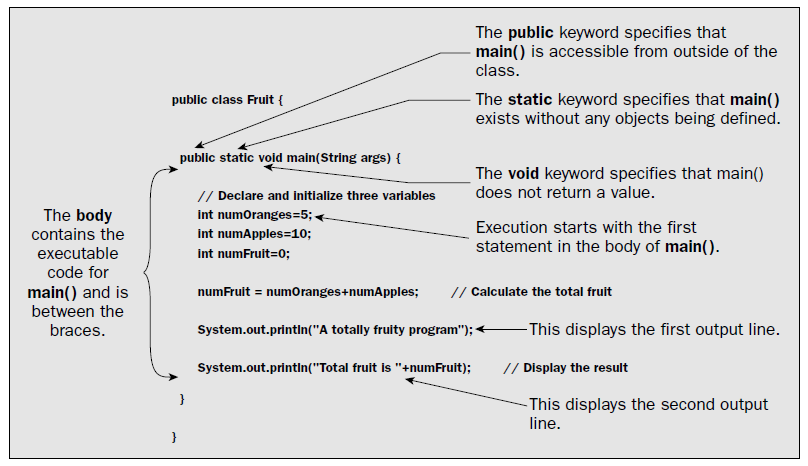 The public keyword specifies that
main() is accessible from outside of the
class.
public class Fruit {
The static keyword specifies that main()
exists without any objects being defined.
public static void main(String args) {
The void keyword specifies that main()
does not return a value.
// Declare and initialize three variables
int numOranges=5;
int numApples=10;
int numFruit=0;
Execution starts with the first
statement in the body of main().
The body
contains the
executable
code for
main() and is
between the
braces.
numFruit = numOranges+numApples; // Calculate the total fruit
System.out.println("A totally fruity program");
This displays the first output line.
System.out.println("Total fruit is "+numFruit); // Display the result
This displays the second output
line.
}
}